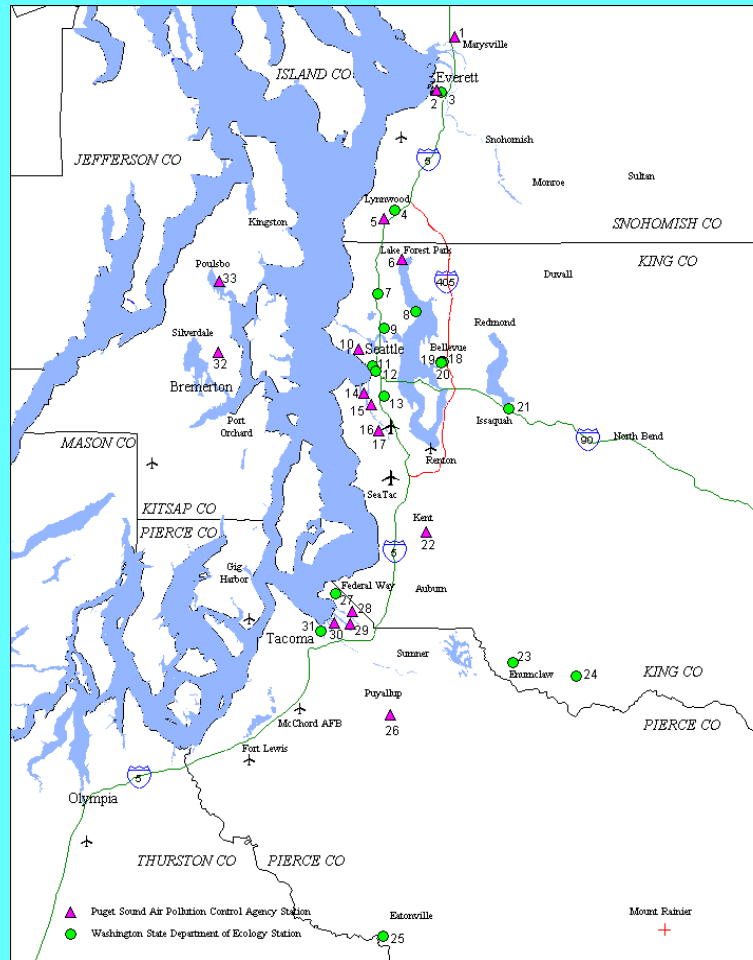 1
Marysville
ISLAND CO
Everett
2
3
Snohomish
JEFFERSON CO
5
Monroe
Sultan
Lynnwood
4
5
Kingston
SNOHOMISH CO
Lake Forest Park
KING CO
6
Poulsbo
33
Duvall
405
7
8
Redmond
Silverdale
9
10
Seattle
Bellevue
11
19
18
32
12
20
Bremerton
14
13
15
21
Port
Orchard
Issaquah
16
17
MASON CO
90
North Bend
Renton
SeaTac
KITSAP CO
Kent
PIERCE CO
22
5
Gig
Harbor
Federal Way
Auburn
27
28
31
30
29
Tacoma
Sumner
23
Enumclaw
24
KING CO
Puyallup
PIERCE CO
McChord AFB
26
Fort Lewis
5
Olympia
THURSTON CO
PIERCE CO
Puget Sound Air Pollution Control Agency Station
Eatonville
Mount Rainier
Washington State Department of Ecology Station
25